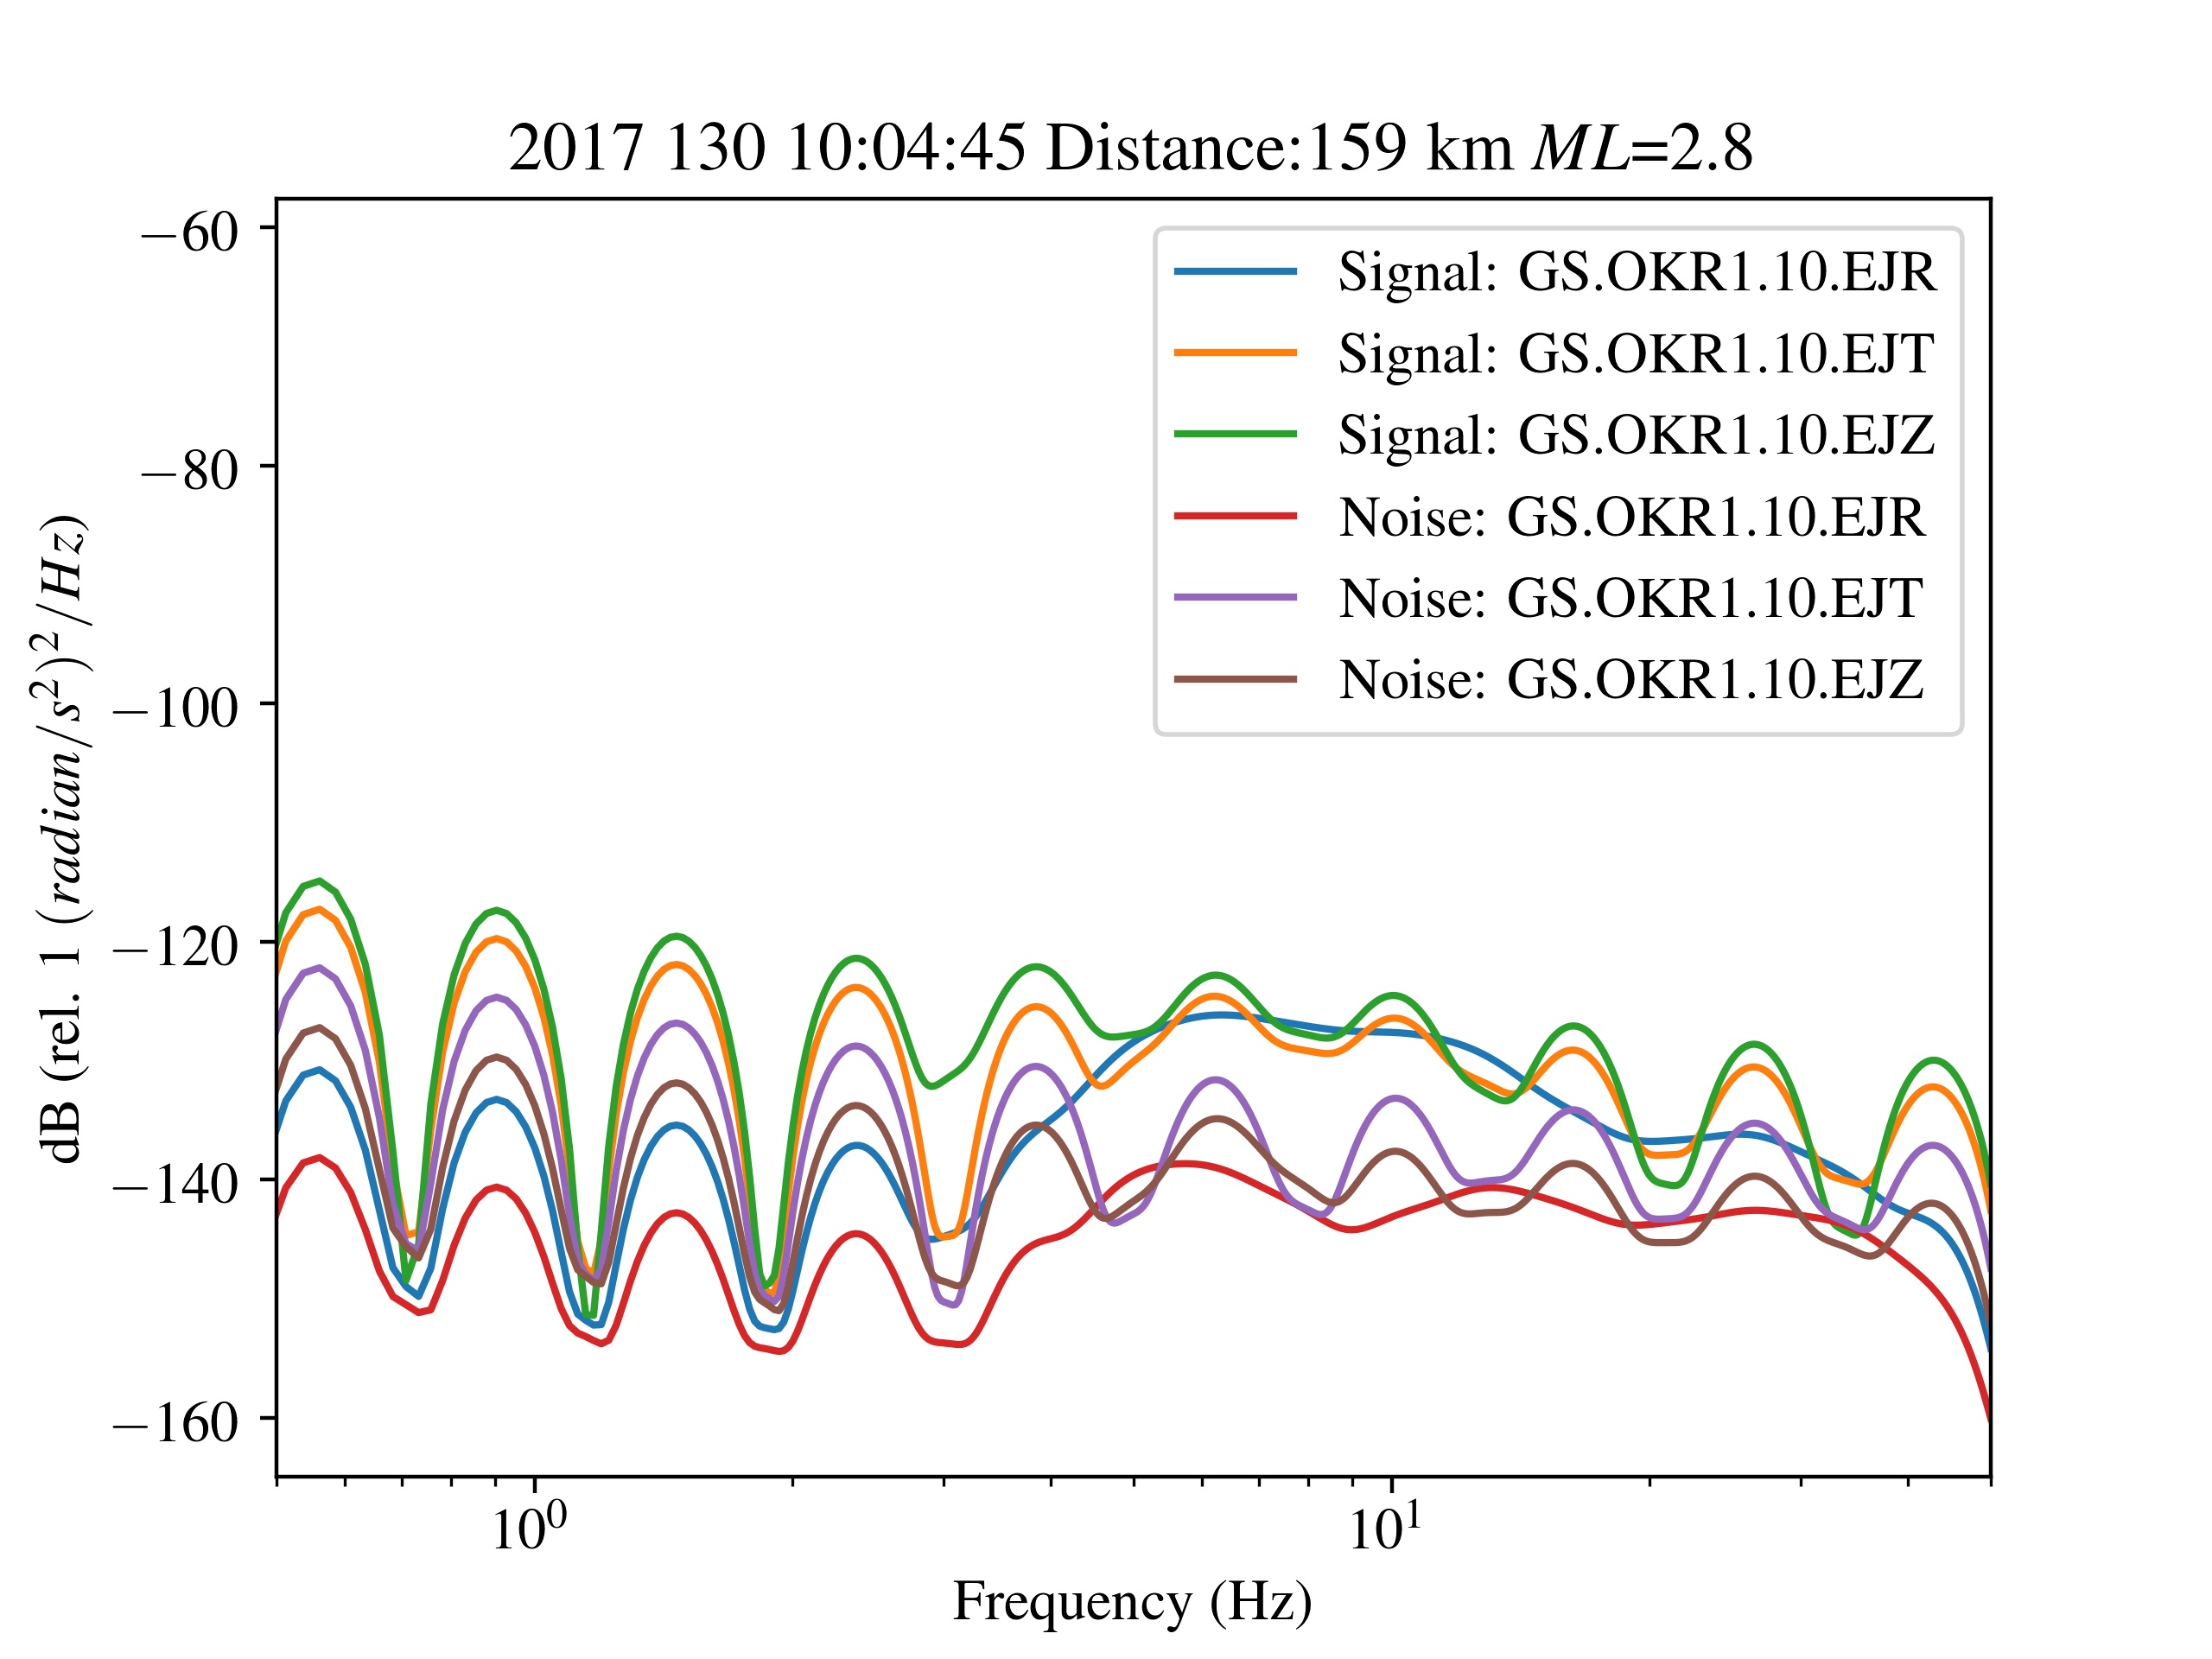 2017 130 10:04:45 Distance:159 km ML=2.8
−60
−80
−100
−120
−140
−160
dB (rel. 1 (radian/s²)²/Hz)
Signal: GS.OKR1.10.EJR
Signal: GS.OKR1.10.EJT
Signal: GS.OKR1.10.EJZ
Noise: GS.OKR1.10.EJR
Noise: GS.OKR1.10.EJT
Noise: GS.OKR1.10.EJZ
10⁰ 10¹
Frequency (Hz)